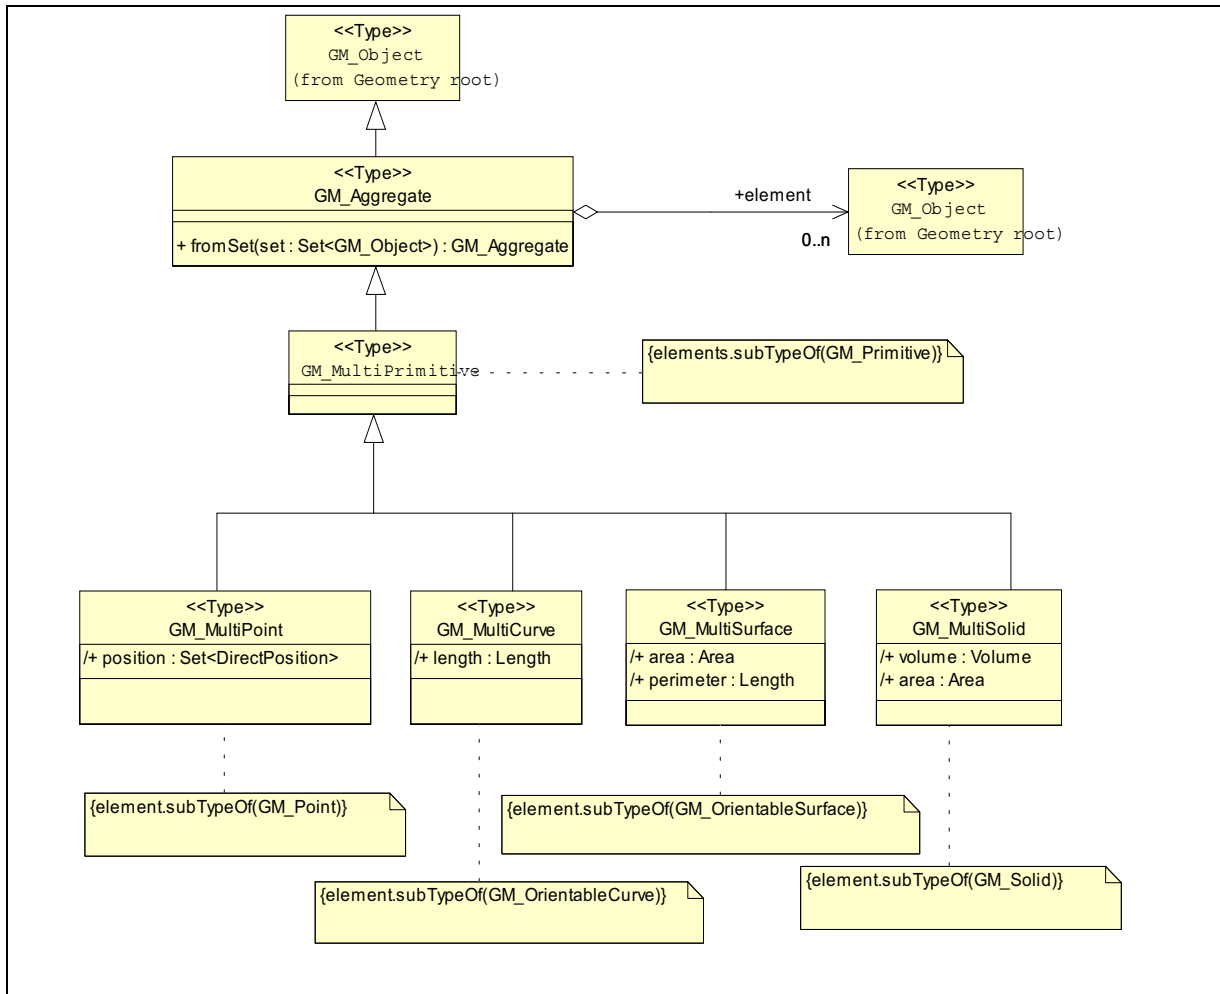 <<Type>>
GM_Object
(from Geometry root)
<<Type>>
GM_Aggregate
+ fromSet(set : Set<GM_Object>) : GM_Aggregate
+element
0..n
<<Type>>
GM_Object
(from Geometry root)
<<Type>>
GM_MultiPrimitive
{elements.subTypeOf(GM_Primitive)}
<<Type>>
GM_MultiPoint
/+ position : Set<DirectPosition>
<<Type>>
GM_MultiCurve
/+ length : Length
<<Type>>
GM_MultiSurface
/+ area : Area
/+ perimeter : Length
<<Type>>
GM_MultiSolid
/+ volume : Volume
/+ area : Area
{element.subTypeOf(GM_Point)}
{element.subTypeOf(GM_OrientableSurface)}
{element.subTypeOf(GM_OrientableCurve)}
{element.subTypeOf(GM_Solid)}